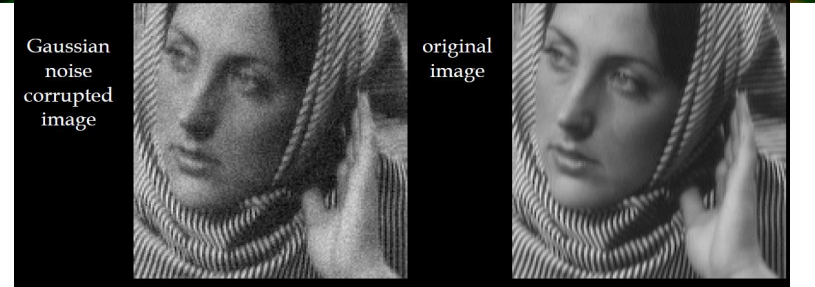 Gaussian
noise
corrupted
image
original
image